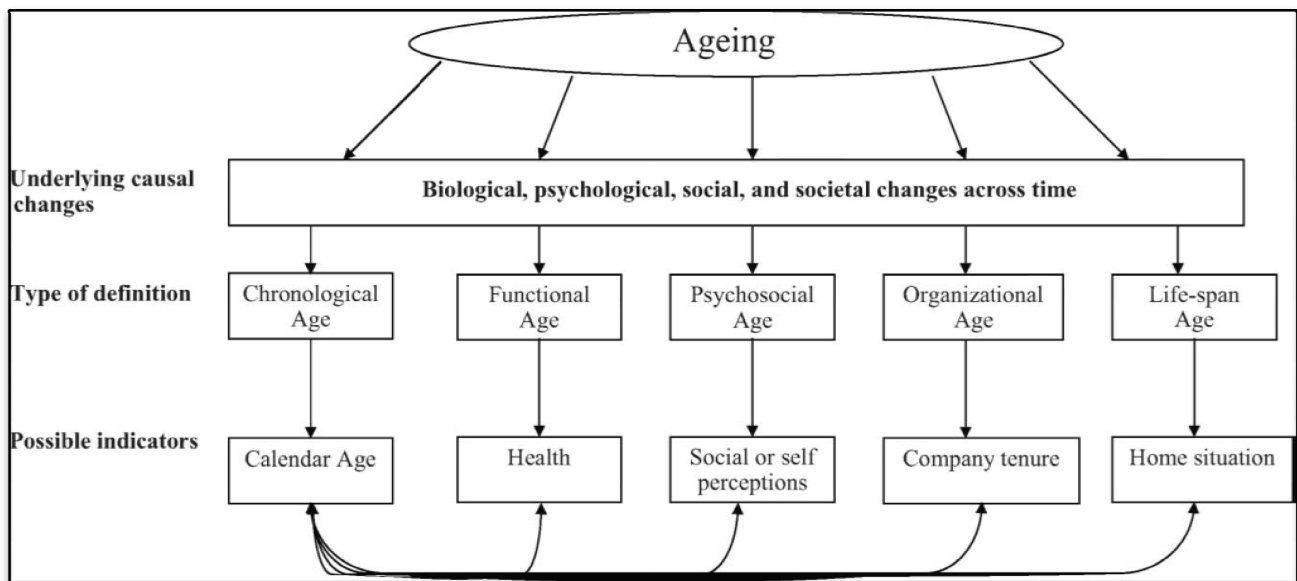 Ageing
Underlying causal
changes
Biological, psychological, social, and societal changes across time
Type of definition
Chronological
Age
Functional
Age
Psychosocial
Age
Organizational
Age
Life-span
Age
Possible indicators
Calendar Age
Health
Social or self
perceptions
Company tenure
Home situation